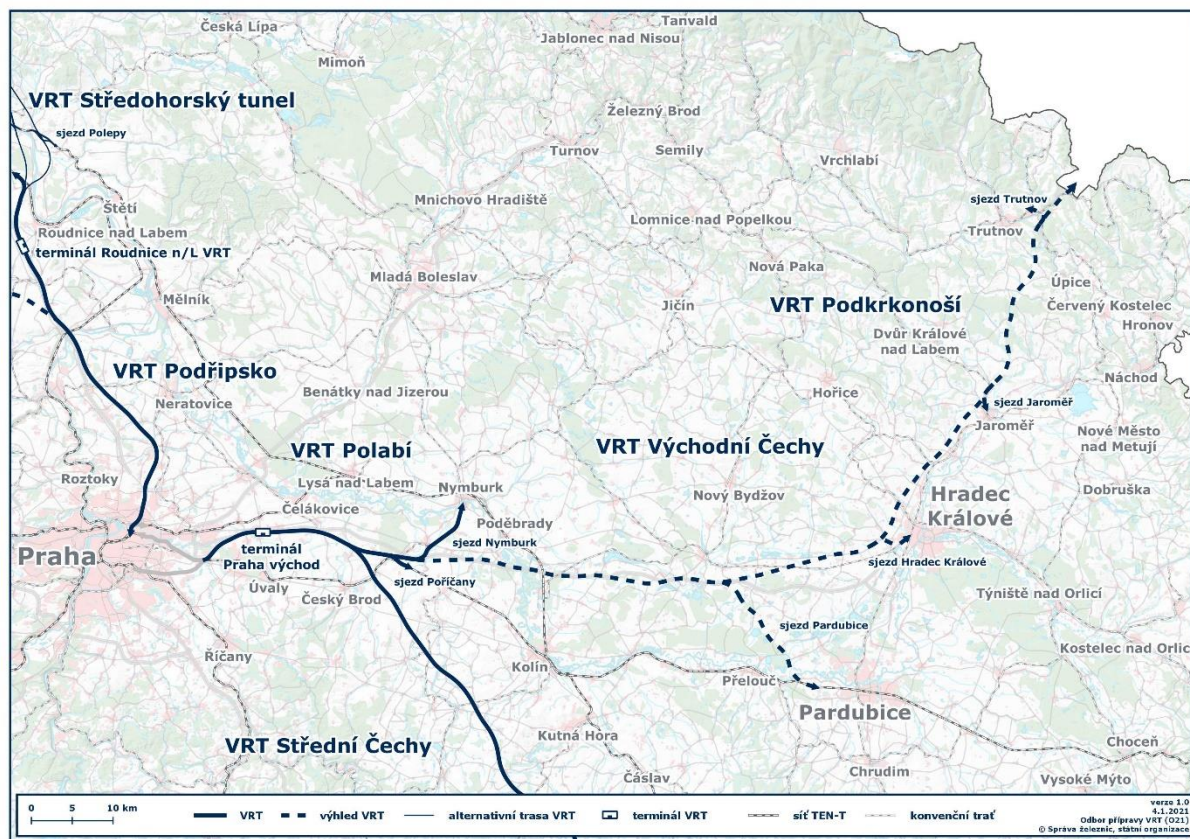 Česká Lípa
Tanvald
Jablonec nad Nisou
Mimoň
VRT Středohorský tunel
sjezd Polepy
Železný Brod
Turnov
Semily
Vrchlabí
Mnichovo Hradiště
Štětí
Roudnice nad Labem
terminál Roudnice n/L VRT
Lomnice nad Popelkou
sjezd Trutnov
Trutnov
Mladá Boleslav
Nová Paka
Mělník
Jičín
VRT Podkrkonoší
Úpice
Červený Kostelec
Hronov
Dvůr Králové
nad Labem
VRT Podřipsko
Neratovice
Benátky nad Jizerou
Hořice
Náchod
sjezd Jaroměř
Jaroměř
Nové Město
nad Metují
VRT Polabí
VRT Východní Čechy
Roztoky
Lysá nad Labem
Nymburk
Nový Bydžov
Dobruška
Čelákovice
Poděbrady
Hradec
Králové
Praha
terminál
Praha východ
sjezd Nymburk
sjezd Poříčany
sjezd Hradec Králové
Úvaly
Český Brod
Týniště nad Orlicí
sjezd Pardubice
Říčany
Kolín
Kostelec nad Orlic
Přelouč
Pardubice
VRT Střední Čechy
Kutná Hora
Choceň
Chrudim
Čáslav
Vysoké Mýto
0 5 10 km
VRT
výhled VRT
alternativní trasa VRT
terminál VRT
síť TEN-T
konvenční trať
verze 1.0
4.1.2021
Odbor přípravy VRT (O21)
© Správa železnic, státní organizace